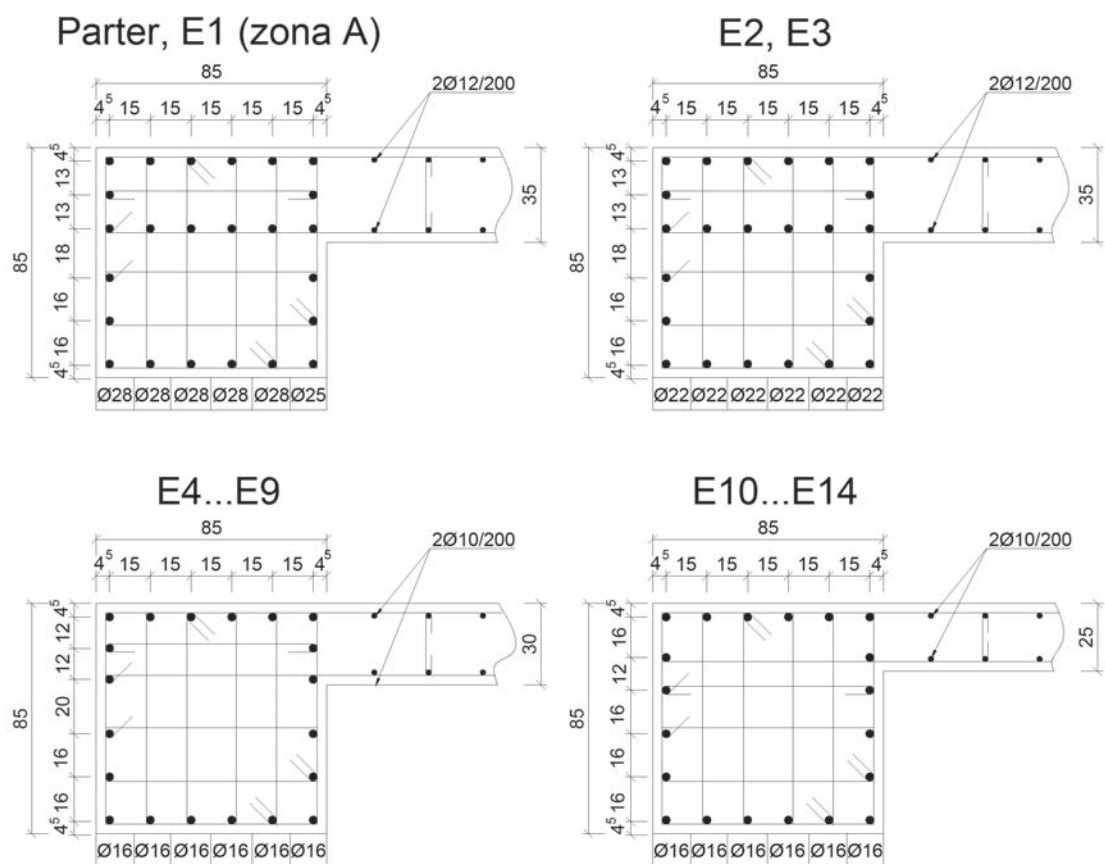 Parter, E1 (zona A)
85
4⁵ 15 15 15 15 15 4⁵
2Ø12/200
85
4⁵
13
13
18
16
16
4⁵
35
Ø28 Ø28 Ø28 Ø28 Ø28 Ø25
E2, E3
85
4⁵ 15 15 15 15 15 4⁵
2Ø12/200
85
4⁵
13
13
18
16
16
4⁵
35
Ø22 Ø22 Ø22 Ø22 Ø22 Ø22
E4...E9
85
4⁵ 15 15 15 15 15 4⁵
2Ø10/200
85
4⁵
12
12
20
16
16
4⁵
30
Ø16 Ø16 Ø16 Ø16 Ø16 Ø16
E10...E14
85
4⁵ 15 15 15 15 15 4⁵
2Ø10/200
85
4⁵
16
12
16
16
16
4⁵
25
Ø16 Ø16 Ø16 Ø16 Ø16 Ø16